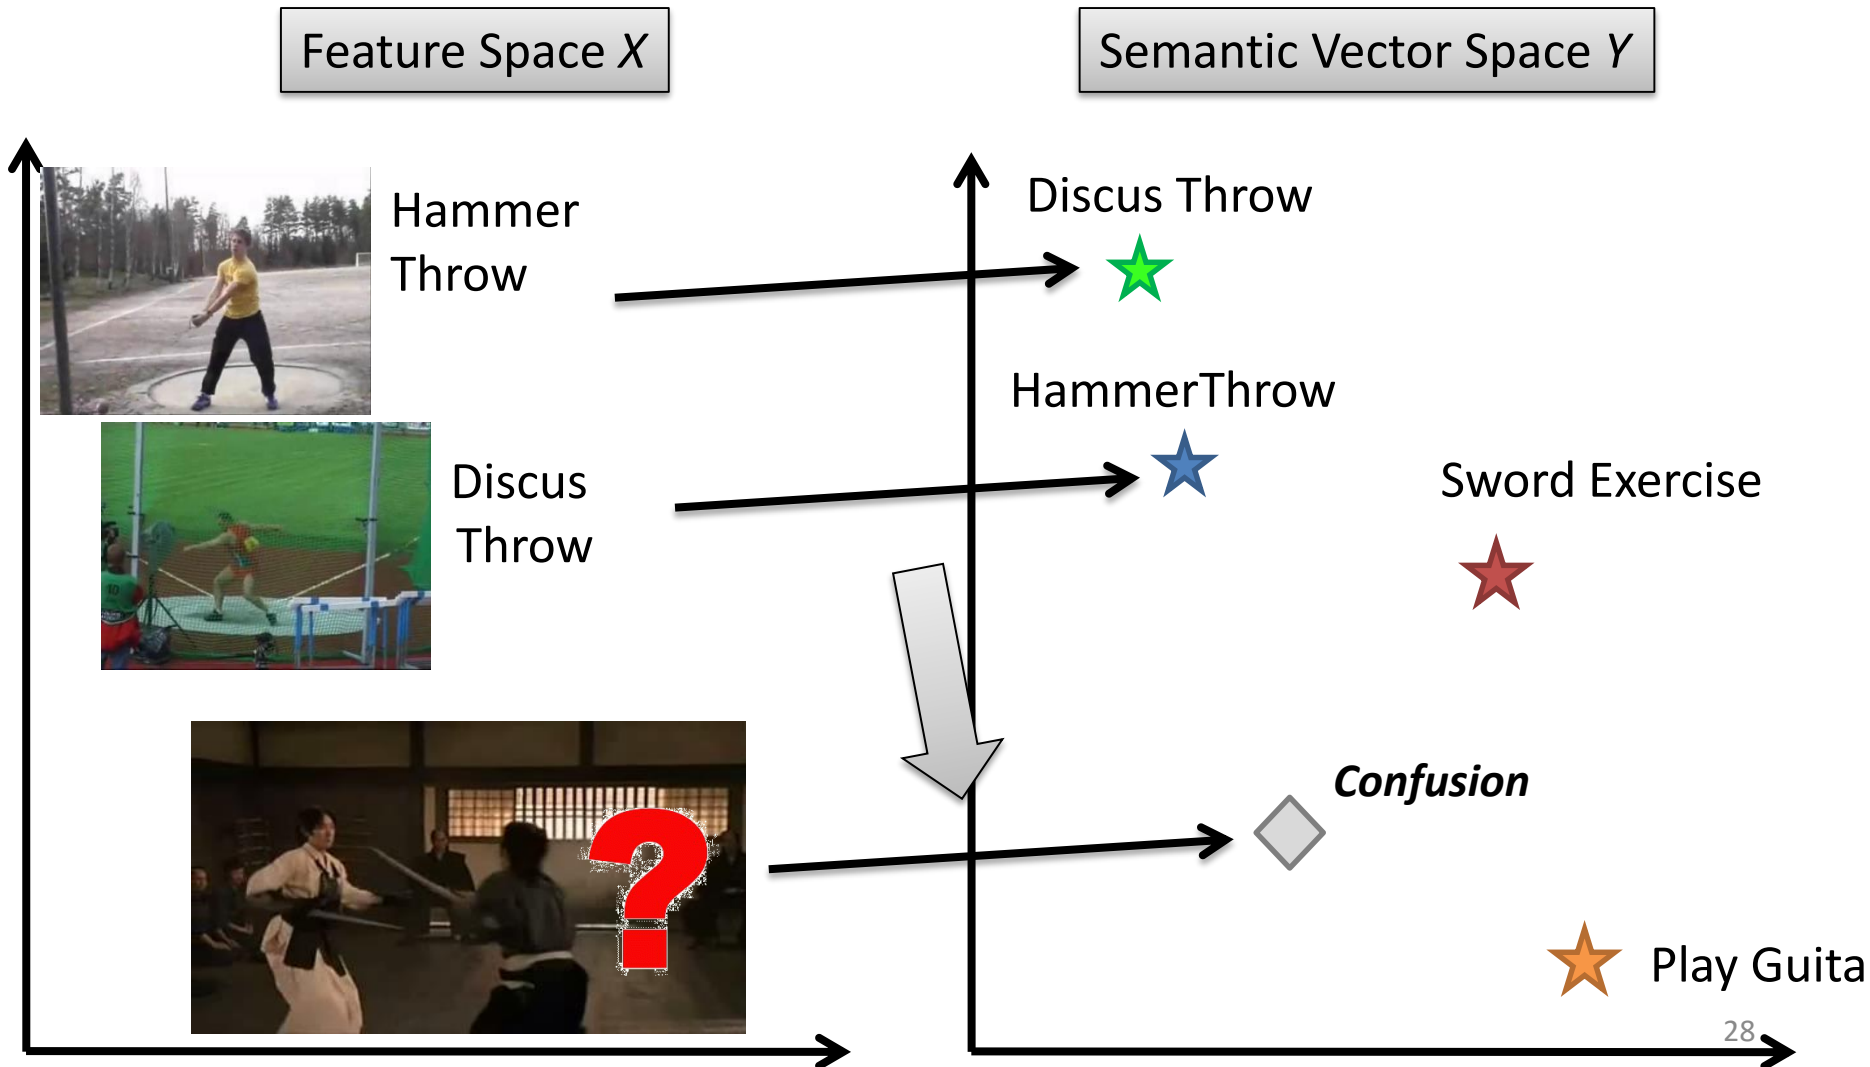 Feature Space X
Semantic Vector Space Y
Hammer
Throw
Discus
Throw
Discus Throw
HammerThrow
Sword Exercise
?
Confusion
Play Guita
28